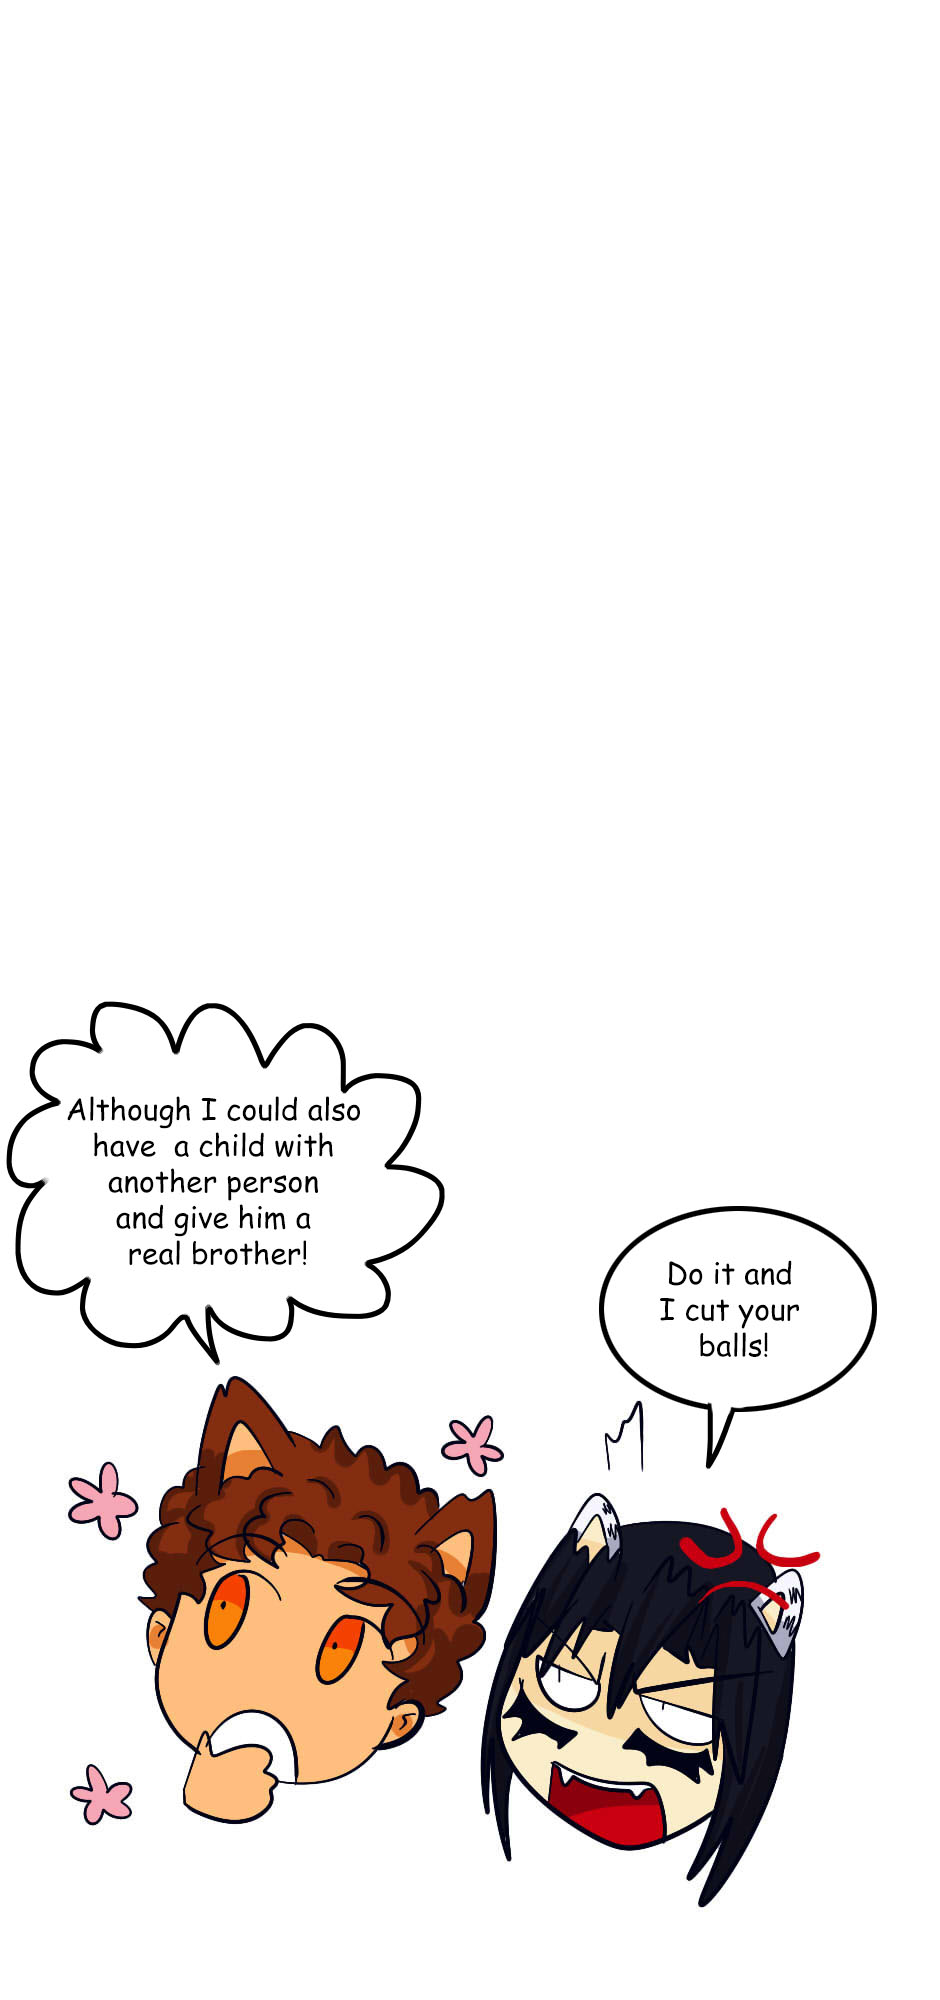 Although I could also
have a child with
another person
and give him a
real brother!
Do it and
I cut your
balls!